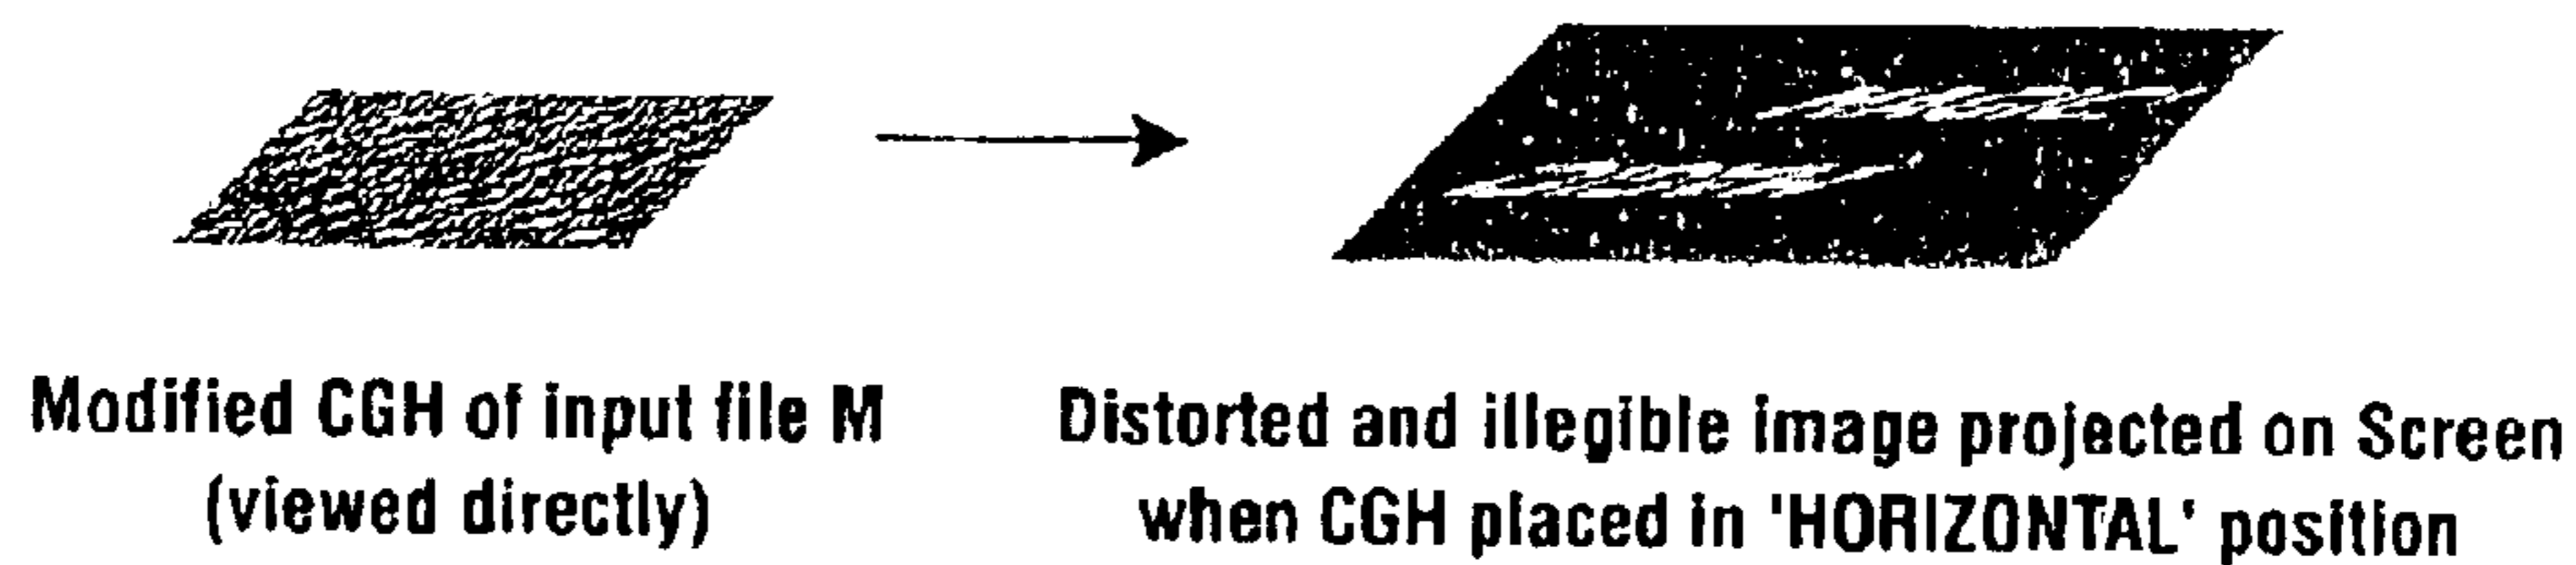 Modified CGH of input file M
(viewed directly)
Distorted and illegible image projected on Screen
when CGH placed in 'HORIZONTAL' position